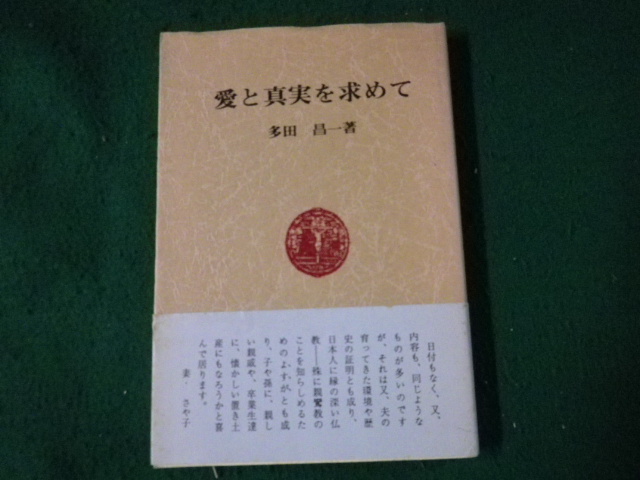 愛と真実を求めて
多田 昌一著
日付もなく、又、
内容も、同じような
ものが多いのです
が、それは又、夫の
育ってきた環境や歴
史の証明とも成り、
日本人に縁の深い仏
教――殊に親鸞教の
ことを知らしめるた
めのよすがとも成
り、子や孫に、親し
い親戚や、卒業生達
に、懐かしい置き土
産にもなろうかと喜
んで居ります。
妻・さや子